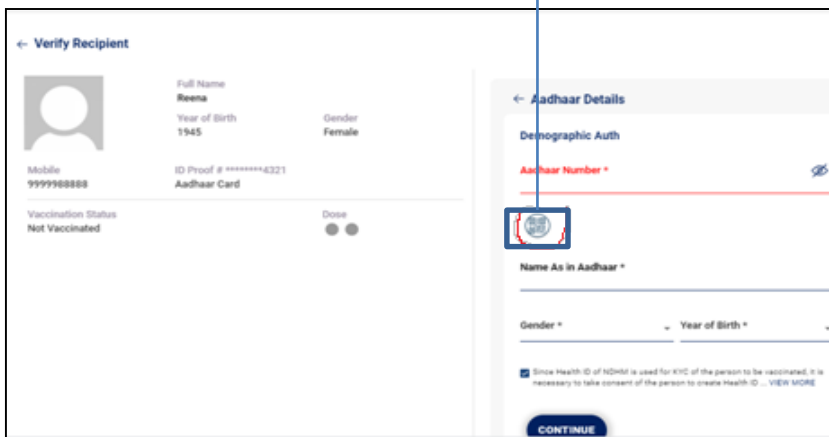 ← Verify Recipient
Full Name
Reena
Year of Birth Gender
1945 Female
Mobile ID Proof # ********4321
9999988888 Aadhaar Card
Vaccination Status Dose
Not Vaccinated
← Aadhaar Details
Demographic Auth
Aadhaar Number *
Name As in Aadhaar *
Gender * Year of Birth *
Since Health ID of NDHM is used for KYC of the person to be vaccinated, it is
necessary to take consent of the person to create Health ID ... VIEW MORE
CONTINUE